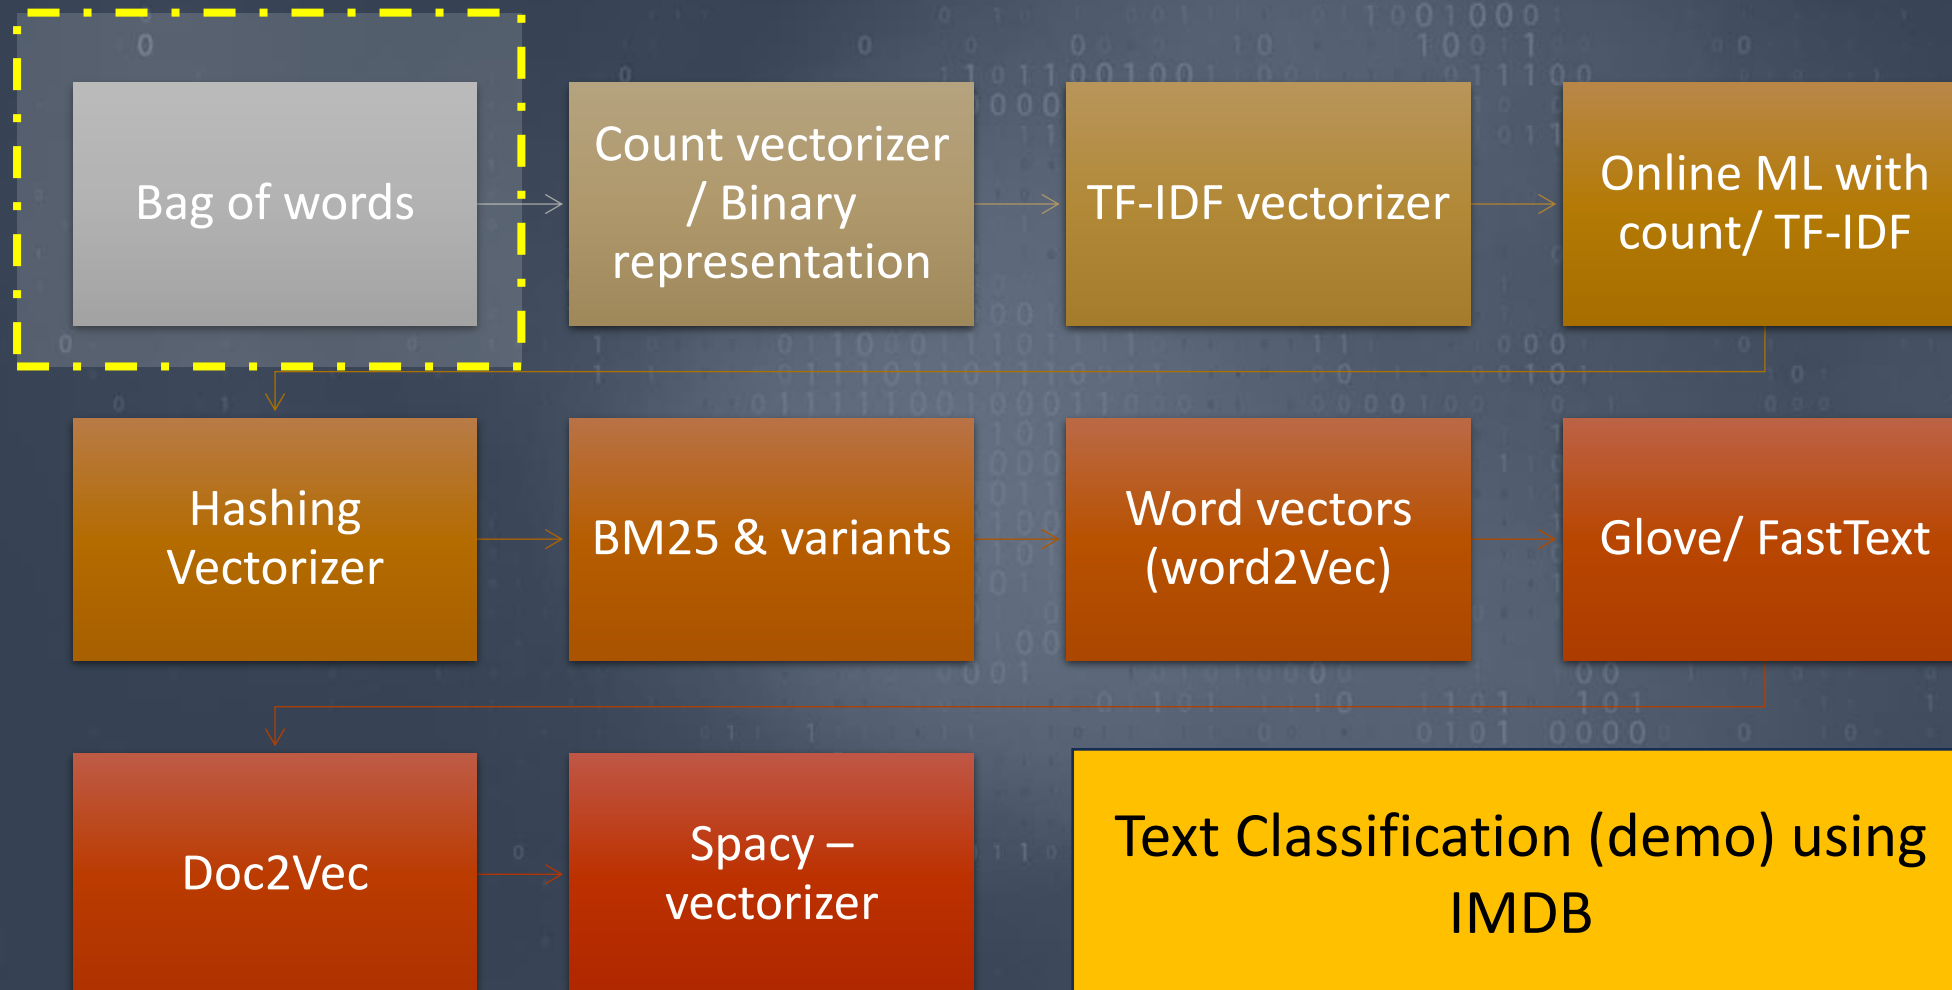 Bag of words
Count vectorizer
/ Binary
representation
TF-IDF vectorizer
Online ML with
count/ TF-IDF
Hashing
Vectorizer
BM25 & variants
Word vectors
(word2Vec)
Glove/ FastText
Doc2Vec
Spacy –
vectorizer
Text Classification (demo) using
IMDB